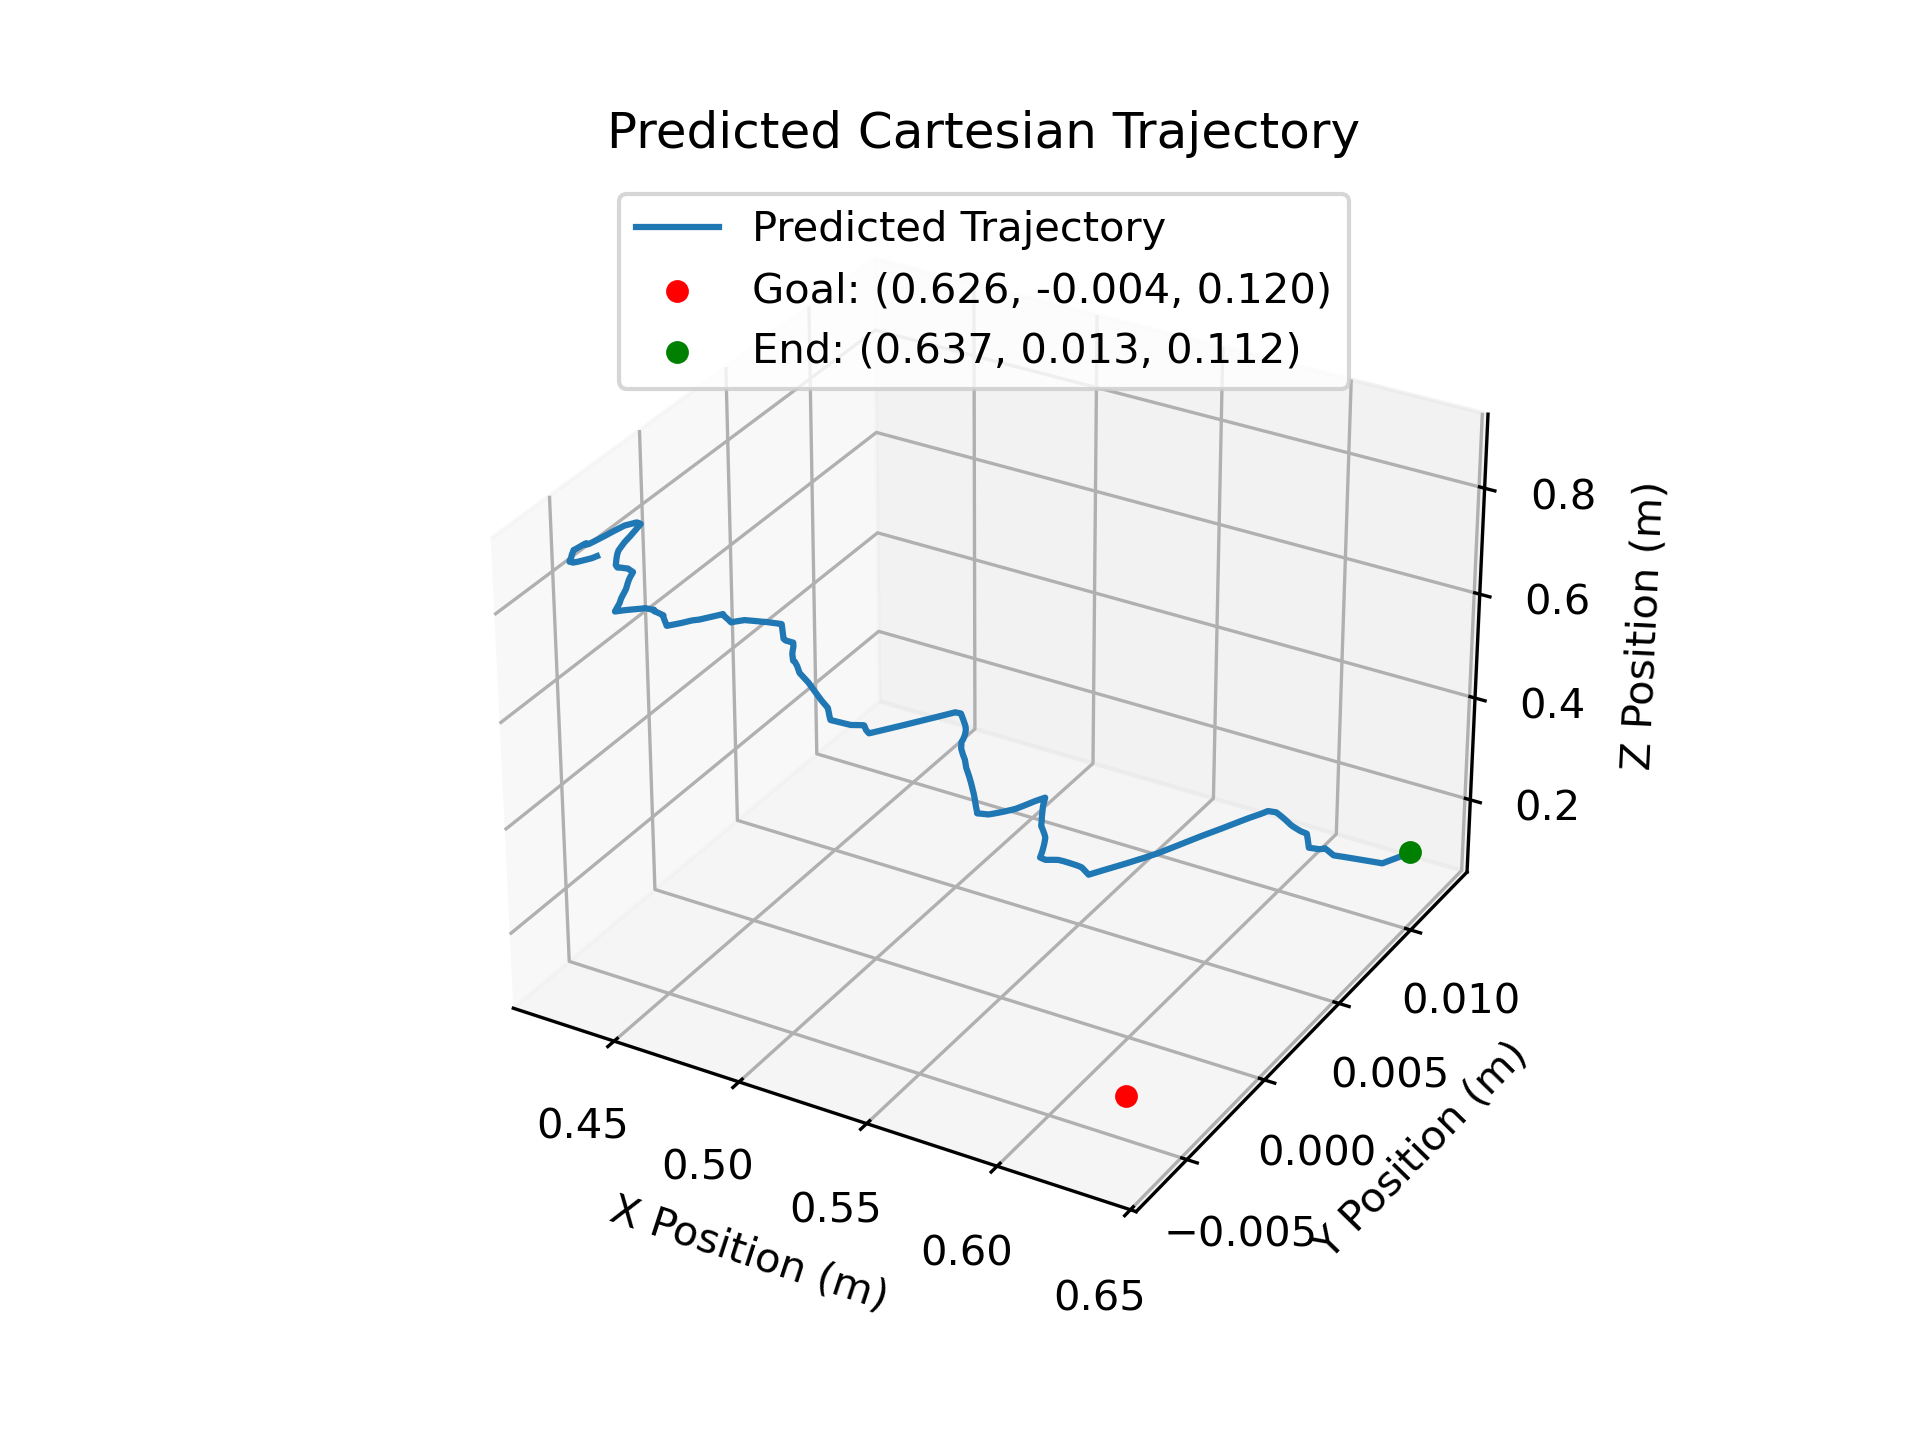 Predicted Cartesian Trajectory
Predicted Trajectory
Goal: (0.626, -0.004, 0.120)
End: (0.637, 0.013, 0.112)
0.8
0.6
0.4
0.2
Z Position (m)
0.010
0.005
0.000
−0.005
Y Position (m)
0.45
0.50
0.55
0.60
0.65
X Position (m)